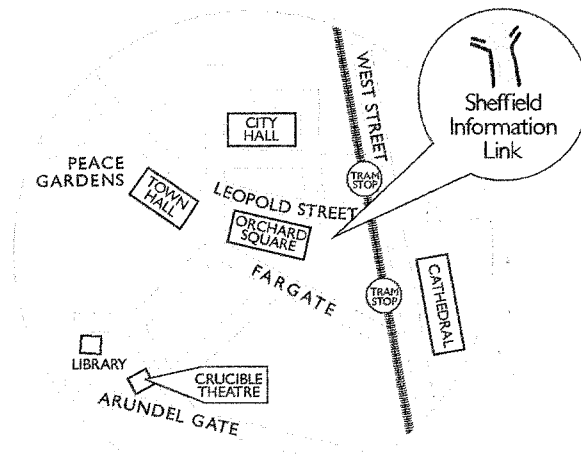 WEST STREET
Sheffield
Information
Link
CITY
HALL
PEACE
GARDENS
TOWN
HALL
LEOPOLD STREET
TRAM
STOP
ORCHARD
SQUARE
FARGATE
TRAM
STOP
CATHEDRAL
LIBRARY
CRUCIBLE
THEATRE
ARUNDEL GATE